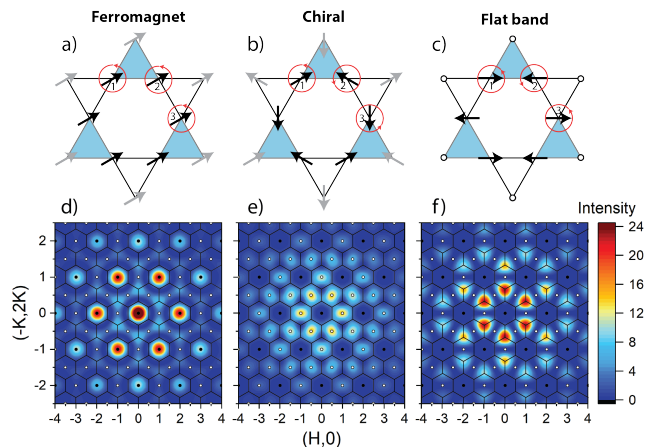 Ferromagnet Chiral Flat band
a) b) c)
1 2 1 2 1 2
3 3 3
d) e) f) Intensity
2 24
1 20
0 16
-1 12
-2 8
4
0
(-K,2K)
-4 -3 -2 -1 0 1 2 3 4 -3 -2 -1 0 1 2 3 4 -3 -2 -1 0 1 2 3 4
(H,0)